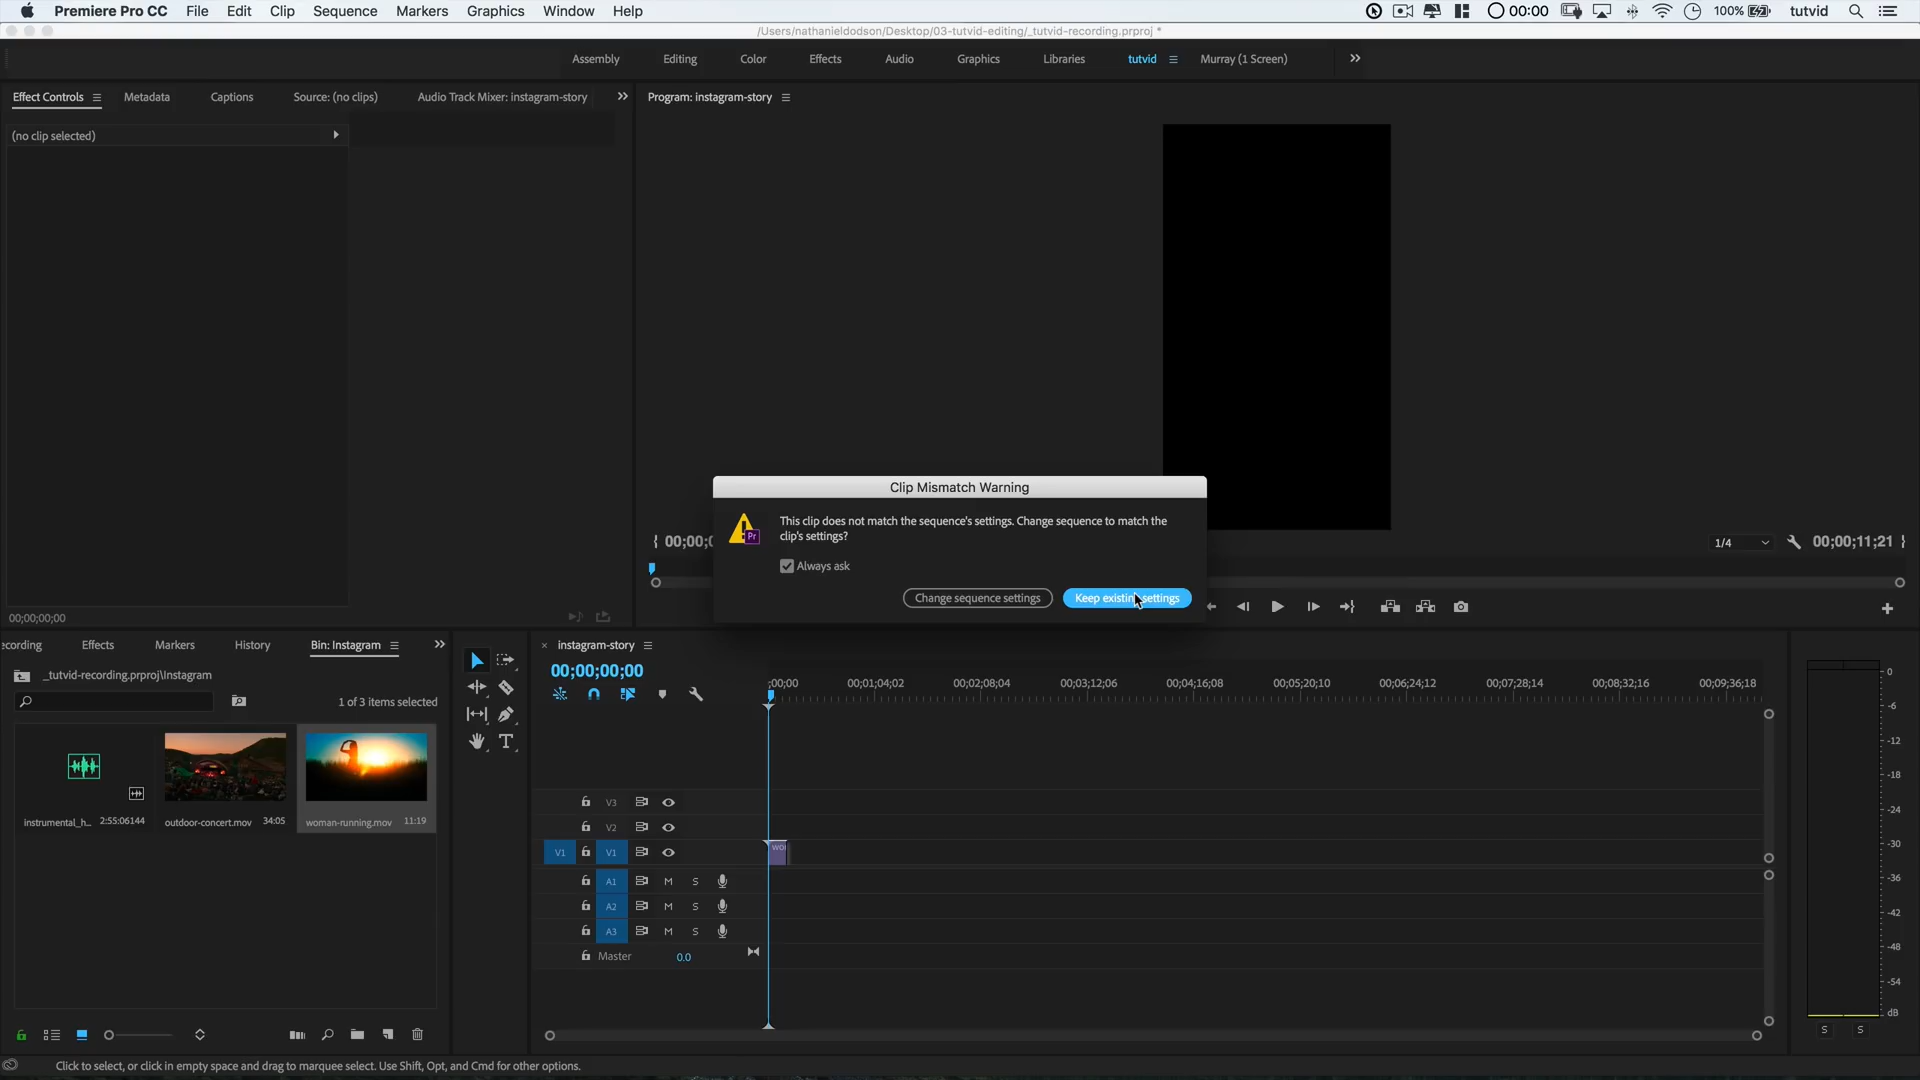 Premiere Pro CC File Edit Clip Sequence Markers Graphics Window Help 00:00 100% tutvid
/Users/nathanieldodson/Desktop/03-tutvid-editing/_tutvid-recording.prproj *
Assembly Editing Color Effects Audio Graphics Libraries tutvid Murray (1 Screen)
Effect Controls Metadata Captions Source: (no clips) Audio Track Mixer: instagram-story
Program: instagram-story
(no clip selected)
Clip Mismatch Warning
This clip does not match the sequence's settings. Change sequence to match the
clip's settings?
Pr
Always ask
Change sequence settings Keep existing settings
1/4 00;00;11;21
00;00;00;00
ecording Effects Markers History Bin: Instagram
_tutvid-recording.prproj\Instagram
1 of 3 items selected
instrumental_h... 2:55:06144
outdoor-concert.mov 34:05
woman-running.mov 11:19
instagram-story
00;00;00;00
;00;00 00;01;04;02 00;02;08;04 00;03;12;06 00;04;16;08 00;05;20;10 00;06;24;12 00;07;28;14 00;08;32;16 00;09;36;18
V3
V2
V1 V1
A1 M S
A2 M S
A3 M S
Master 0.0
T
0
-6
-12
-18
-24
-30
-36
-42
-48
-54
dB
S S
Click to select, or click in empty space and drag to marquee select. Use Shift, Opt, and Cmd for other options.